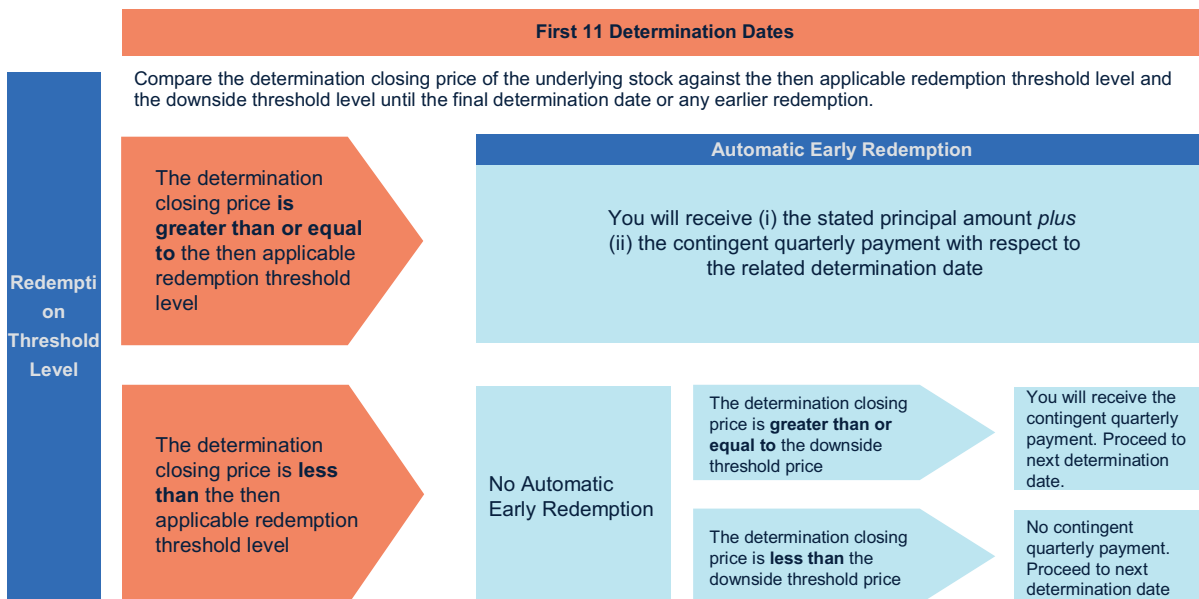 First 11 Determination Dates
Compare the determination closing price of the underlying stock against the then applicable redemption threshold level and
the downside threshold level until the final determination date or any earlier redemption.
Redempti
on
Threshold
Level
The determination
closing price is
greater than or equal
to the then applicable
redemption threshold
level
Automatic Early Redemption
You will receive (i) the stated principal amount plus
(ii) the contingent quarterly payment with respect to
the related determination date
The determination
closing price is less
than the then
applicable redemption
threshold level
No Automatic
Early Redemption
The determination closing
price is greater than or
equal to the downside
threshold price
You will receive the
contingent quarterly
payment. Proceed to
next determination
date.
The determination closing
price is less than the
downside threshold price
No contingent
quarterly payment.
Proceed to next
determination date